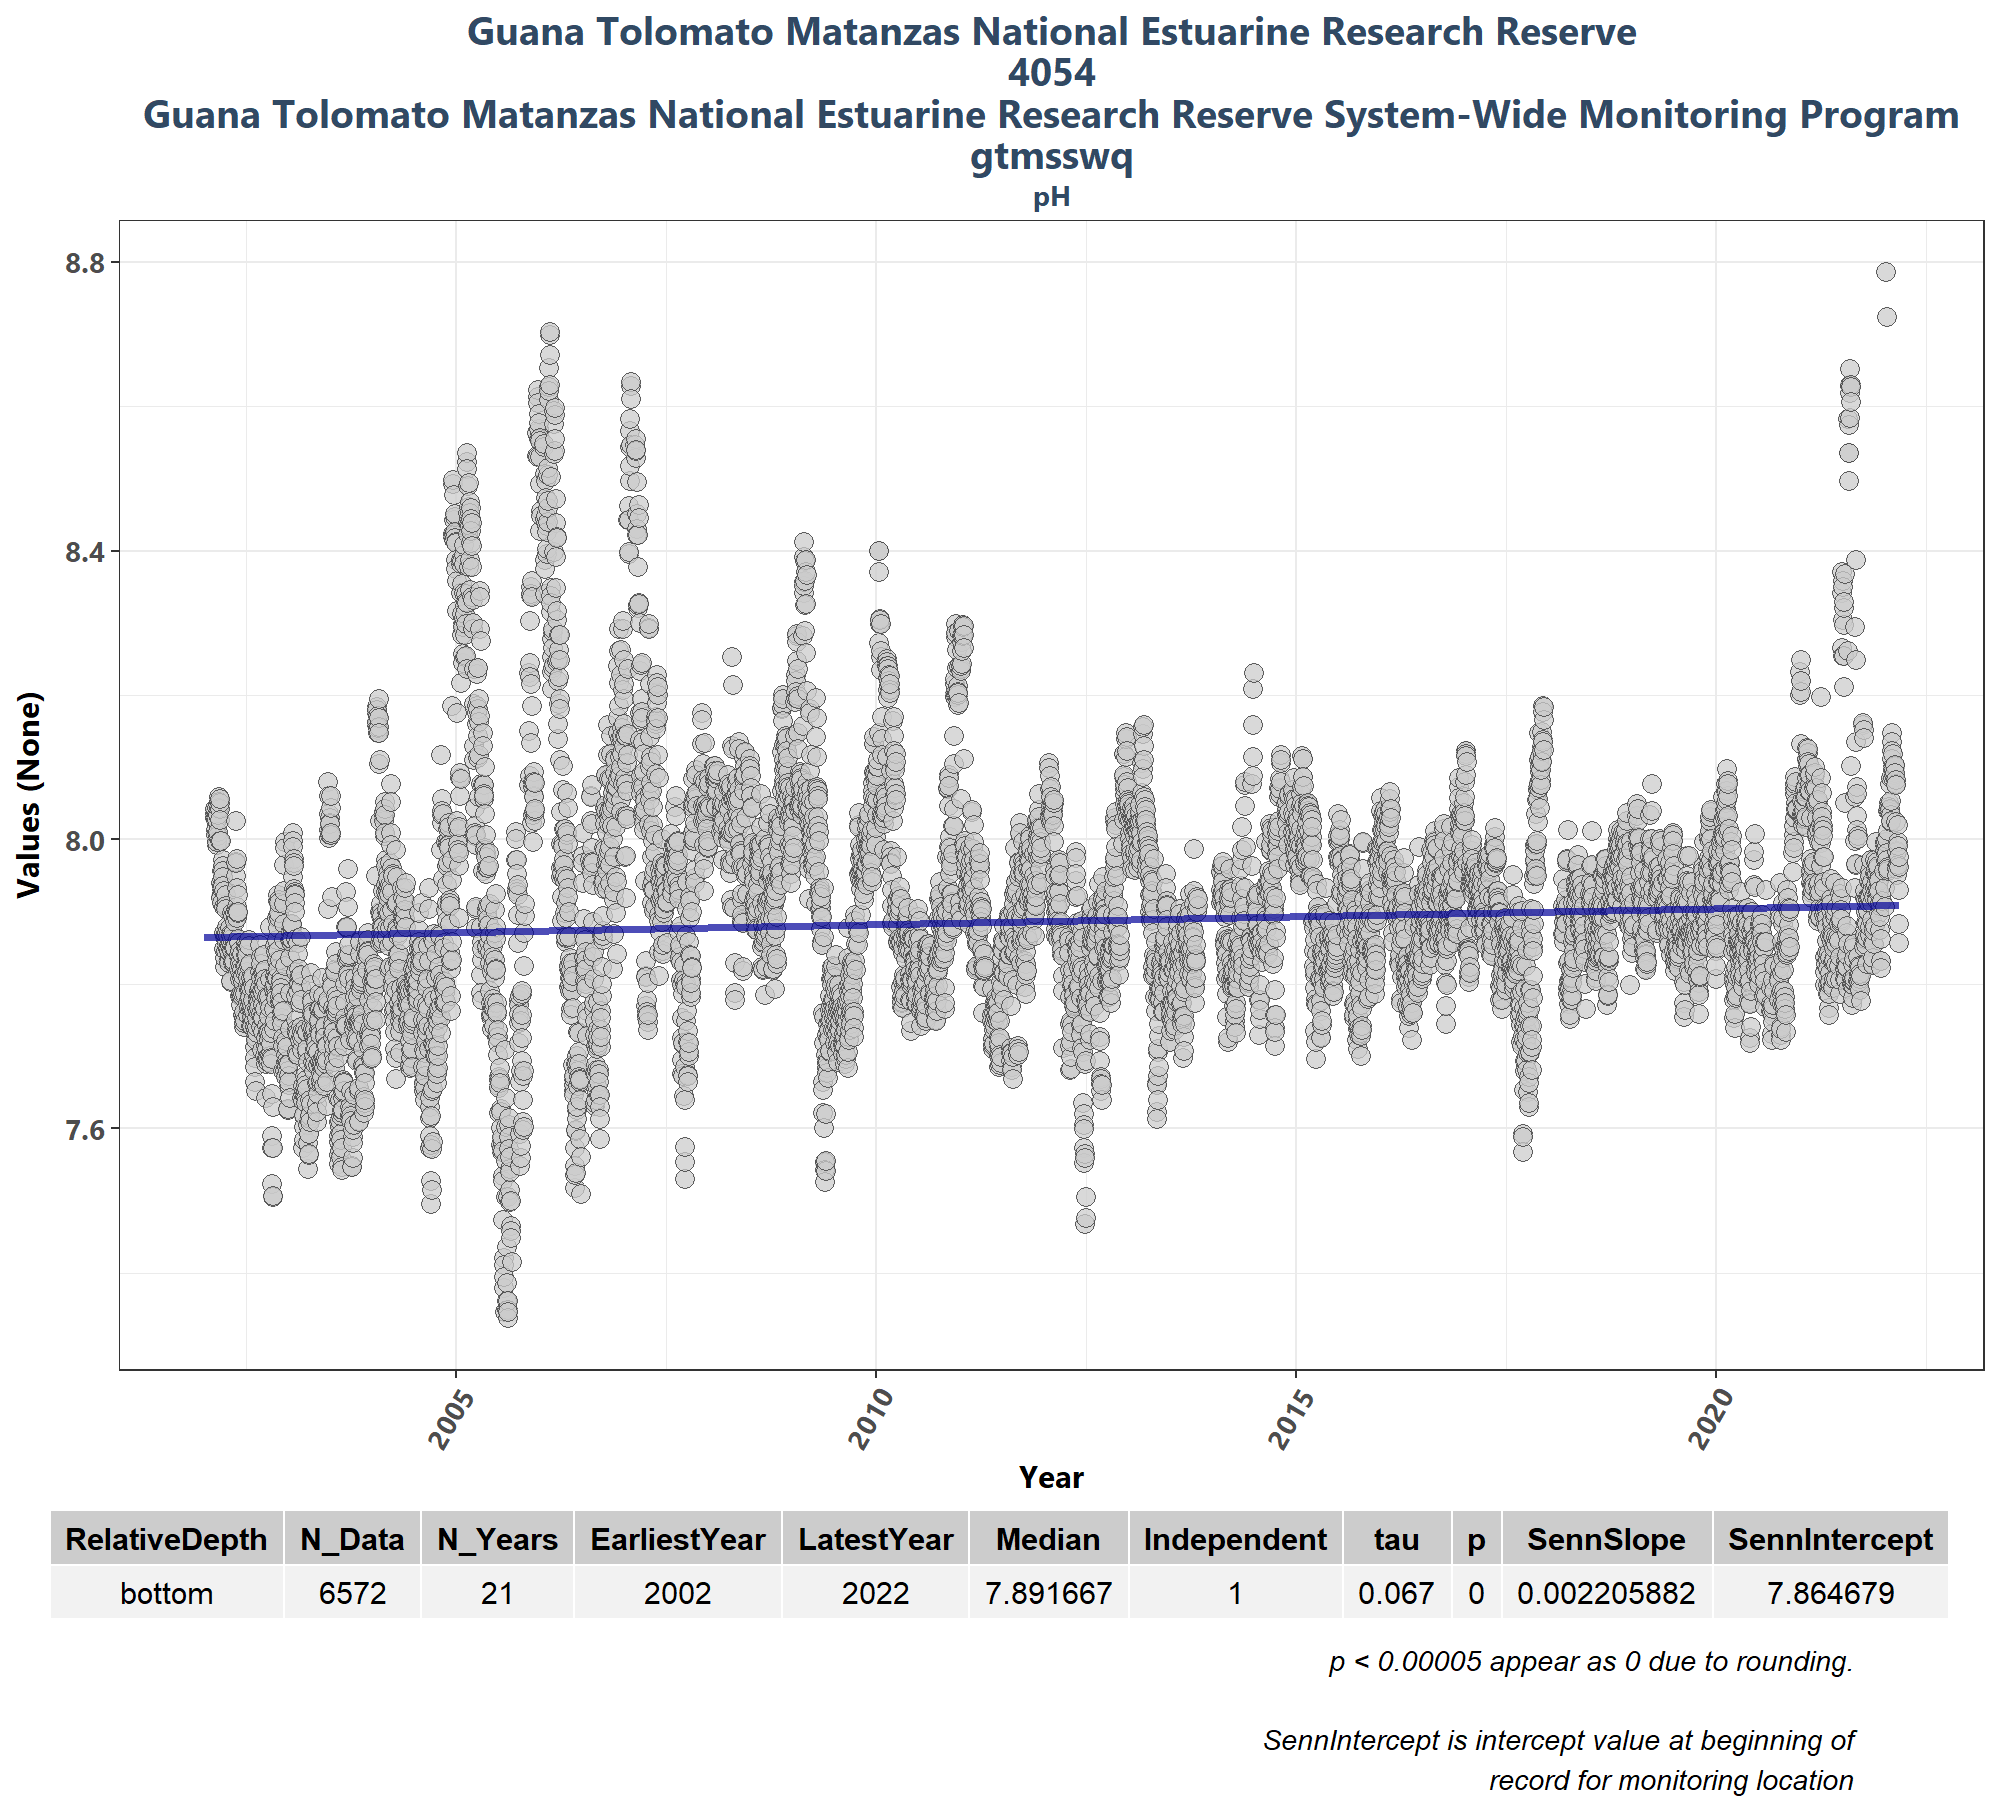 Guana Tolomato Matanzas National Estuarine Research Reserve
4054
Guana Tolomato Matanzas National Estuarine Research Reserve System-Wide Monitoring Program
gtmsswq
pH
8.8
8.4
8.0
7.6
Values (None)
2005 2010 2015 2020
Year
RelativeDepth N_Data N_Years EarliestYear LatestYear Median Independent tau p SennSlope SennIntercept
bottom 6572 21 2002 2022 7.891667 1 0.067 0 0.002205882 7.864679
p < 0.00005 appear as 0 due to rounding.
SennIntercept is intercept value at beginning of
record for monitoring location